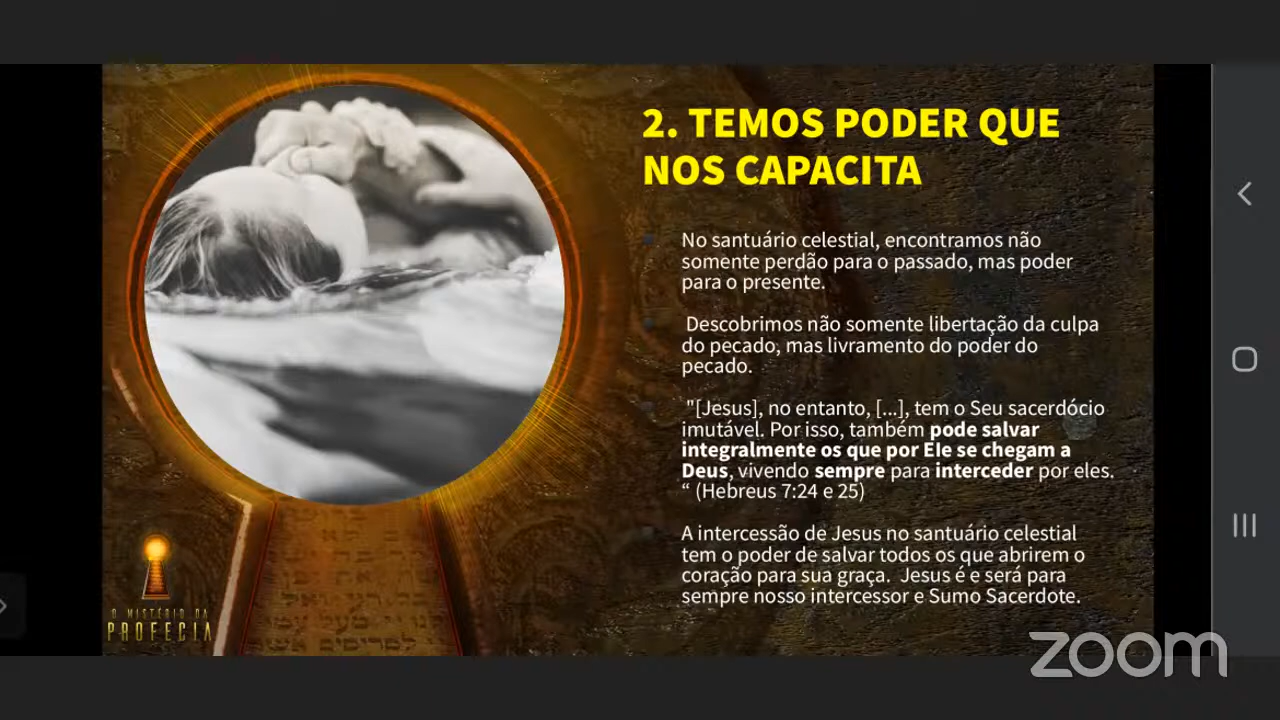 2. TEMOS PODER QUE
NOS CAPACITA
No santuário celestial, encontramos não
somente perdão para o passado, mas poder
para o presente.
Descobrimos não somente libertação da culpa
do pecado, mas livramento do poder do
pecado.
"[Jesus], no entanto, [...], tem o Seu sacerdócio
imutável. Por isso, também pode salvar
integralmente os que por Ele se chegam a
Deus, vivendo sempre para interceder por eles.
“ (Hebreus 7:24 e 25)
A intercessão de Jesus no santuário celestial
tem o poder de salvar todos os que abrirem o
coração para sua graça.  Jesus é e será para
sempre nosso intercessor e Sumo Sacerdote.
O MISTÉRIO DA
PROFECIA
zoom